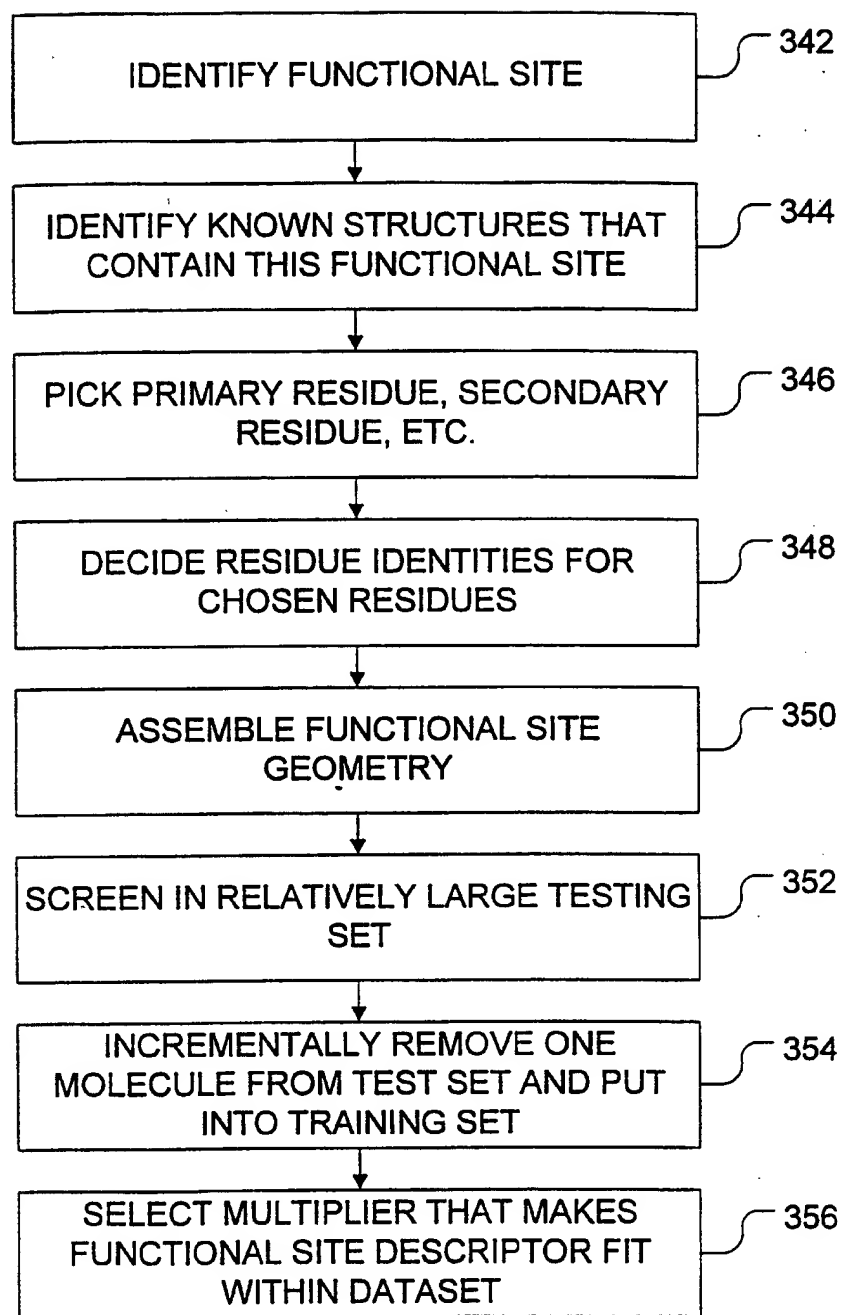 IDENTIFY FUNCTIONAL SITE
342
IDENTIFY KNOWN STRUCTURES THAT
CONTAIN THIS FUNCTIONAL SITE
344
PICK PRIMARY RESIDUE, SECONDARY
RESIDUE, ETC.
346
DECIDE RESIDUE IDENTITIES FOR
CHOSEN RESIDUES
348
ASSEMBLE FUNCTIONAL SITE
GEOMETRY
350
SCREEN IN RELATIVELY LARGE TESTING
SET
352
INCREMENTALLY REMOVE ONE
MOLECULE FROM TEST SET AND PUT
INTO TRAINING SET
354
SELECT MULTIPLIER THAT MAKES
FUNCTIONAL SITE DESCRIPTOR FIT
WITHIN DATASET
356